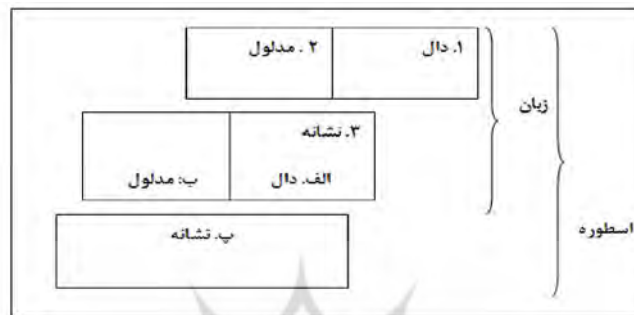 ۱. دال
۲. مدلول
زبان
۳. نشانه
الف. دال
ب: مدلول
اسطوره
پ. نشانه